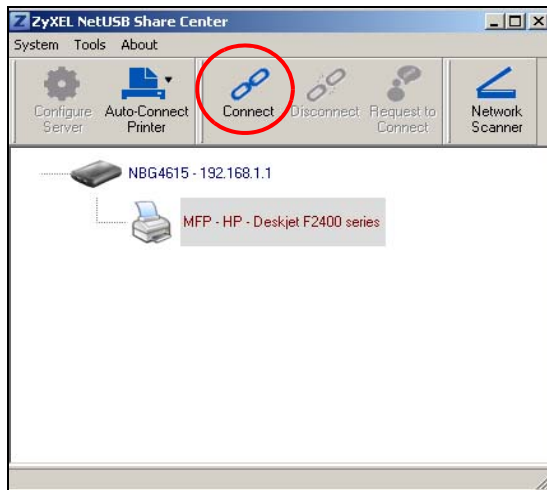 ZyXEL NetUSB Share Center
System Tools About
Configure Server
Auto-Connect Printer
Connect
Disconnect
Request to Connect
Network Scanner
NBG4615 - 192.168.1.1
MFP - HP - Deskjet F2400 series